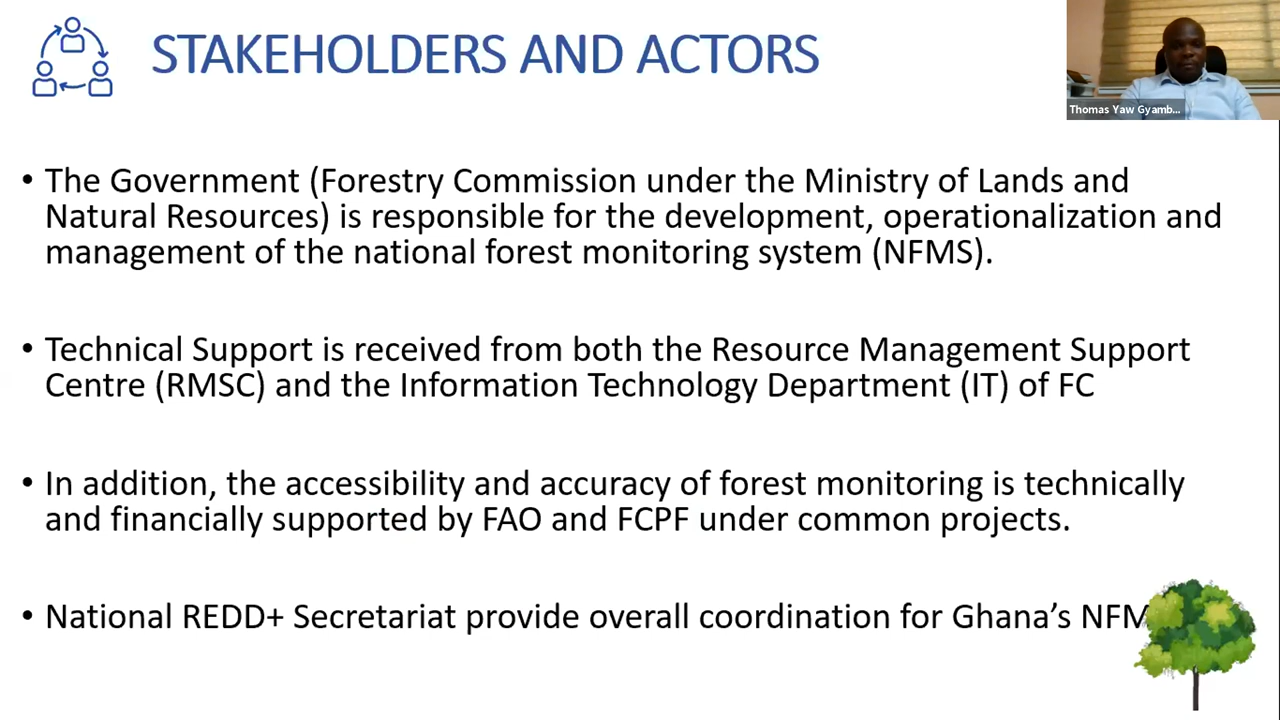 STAKEHOLDERS AND ACTORS
Thomas Yaw Gyamb...
• The Government (Forestry Commission under the Ministry of Lands and
Natural Resources) is responsible for the development, operationalization and
management of the national forest monitoring system (NFMS).
• Technical Support is received from both the Resource Management Support
Centre (RMSC) and the Information Technology Department (IT) of FC
• In addition, the accessibility and accuracy of forest monitoring is technically
and financially supported by FAO and FCPF under common projects.
• National REDD+ Secretariat provide overall coordination for Ghana’s NFM